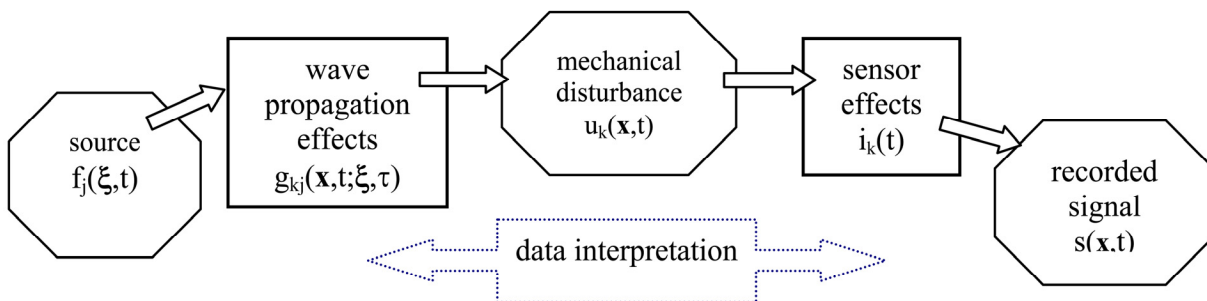 source
f_j(ξ,t)
wave
propagation
effects
g_kj(x,t;ξ,τ)
mechanical
disturbance
u_k(x,t)
sensor
effects
i_k(t)
recorded
signal
s(x,t)
data interpretation